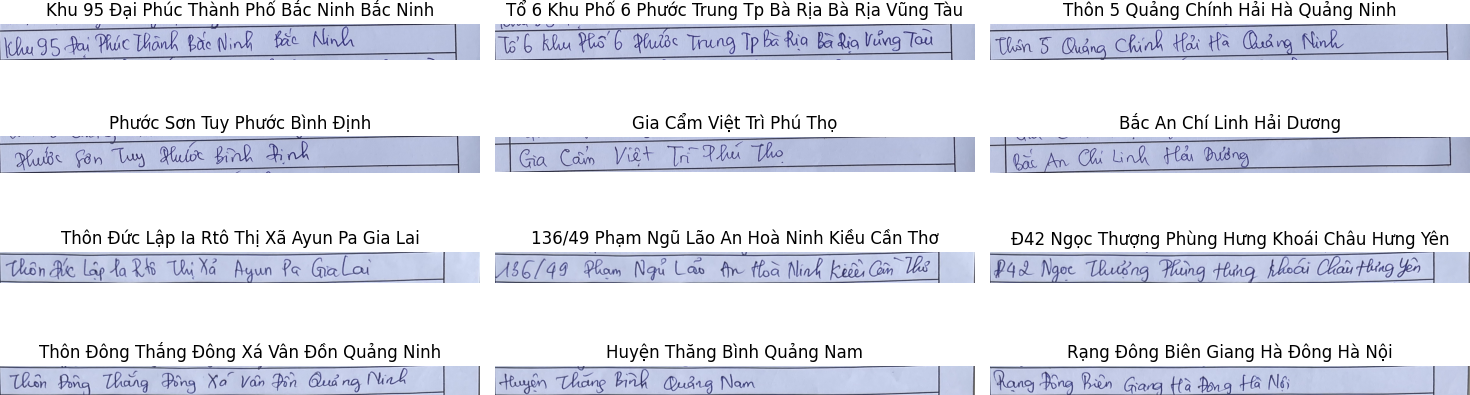 Khu 95 Đại Phúc Thành Phố Bắc Ninh Bắc Ninh
Tổ 6 Khu Phố 6 Phước Trung Tp Bà Rịa Bà Rịa Vũng Tàu
Thôn 5 Quảng Chính Hải Hà Quảng Ninh
Khu 95 Đại Phúc Thành Bắc Ninh Bắc Ninh
Tổ 6 Khu Phố 6 Phước Trung Tp Bà Rịa Bà Rịa Vũng Tàu
Thôn 5 Quảng Chính Hải Hà Quảng Ninh
Phước Sơn Tuy Phước Bình Định
Gia Cẩm Việt Trì Phú Thọ
Bắc An Chí Linh Hải Dương
Phước Sơn Tuy Phước Bình Định
Gia Cẩm Việt Trì Phú Thọ
Bắc An Chí Linh Hải Dương
Thôn Đức Lập Ia Rtô Thị Xã Ayun Pa Gia Lai
136/49 Phạm Ngũ Lão An Hoà Ninh Kiều Cần Thơ
Đ42 Ngọc Thượng Phùng Hưng Khoái Châu Hưng Yên
Thôn Đức Lập Ia Rtô Thị Xã Ayun Pa Gia Lai
136/49 Phạm Ngũ Lão An Hoà Ninh Kiều Cần Thơ
Đ42 Ngọc Thưởng Phùng Hưng Khoái Châu Hưng Yên
Thôn Đông Thắng Đông Xá Vân Đồn Quảng Ninh
Huyện Thăng Bình Quảng Nam
Rạng Đông Biên Giang Hà Đông Hà Nội
Thôn Đông Thắng Đông Xá Vân Đồn Quảng Ninh
Huyện Thăng Bình Quảng Nam
Rạng Đông Biên Giang Hà Đông Hà Nội